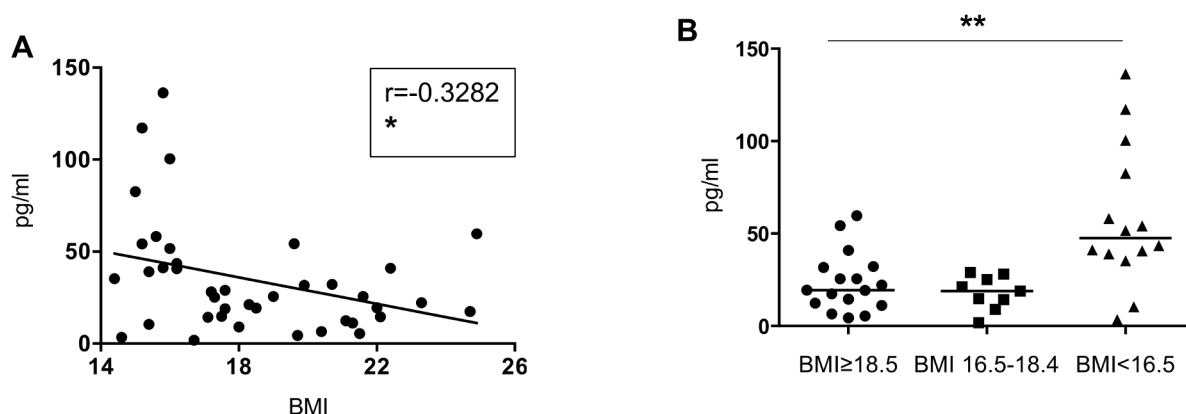 A
150
100
50
0
pg/ml
14
18
22
26
BMI
r=-0.3282
*
B
**
150
100
50
0
pg/ml
BMI≥18.5
BMI 16.5-18.4
BMI<16.5